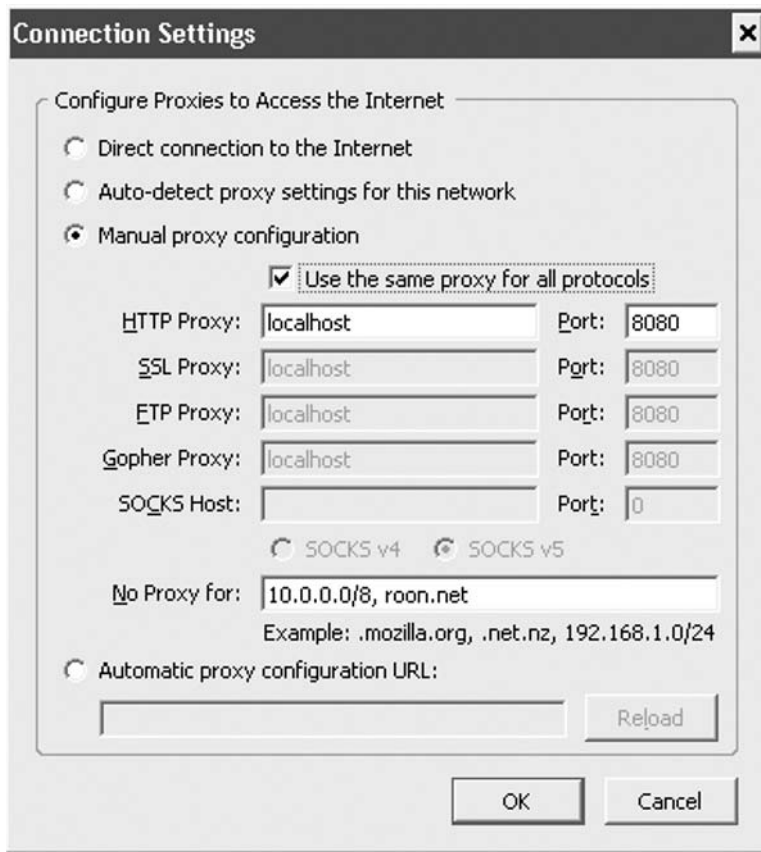 Connection Settings
Configure Proxies to Access the Internet
Direct connection to the Internet
Auto-detect proxy settings for this network
Manual proxy configuration
Use the same proxy for all protocols
HTTP Proxy: localhost Port: 8080
SSL Proxy: localhost Port: 8080
FTP Proxy: localhost Port: 8080
Gopher Proxy: localhost Port: 8080
SOCKS Host: Port: 0
SOCKS v4 SOCKS v5
No Proxy for: 10.0.0.0/8, roon.net
Example: .mozilla.org, .net.nz, 192.168.1.0/24
Automatic proxy configuration URL:
Reload
OK Cancel